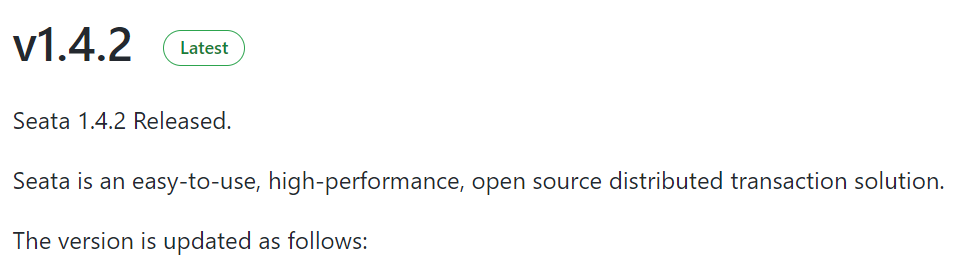 v1.4.2 Latest
Seata 1.4.2 Released.
Seata is an easy-to-use, high-performance, open source distributed transaction solution.
The version is updated as follows: